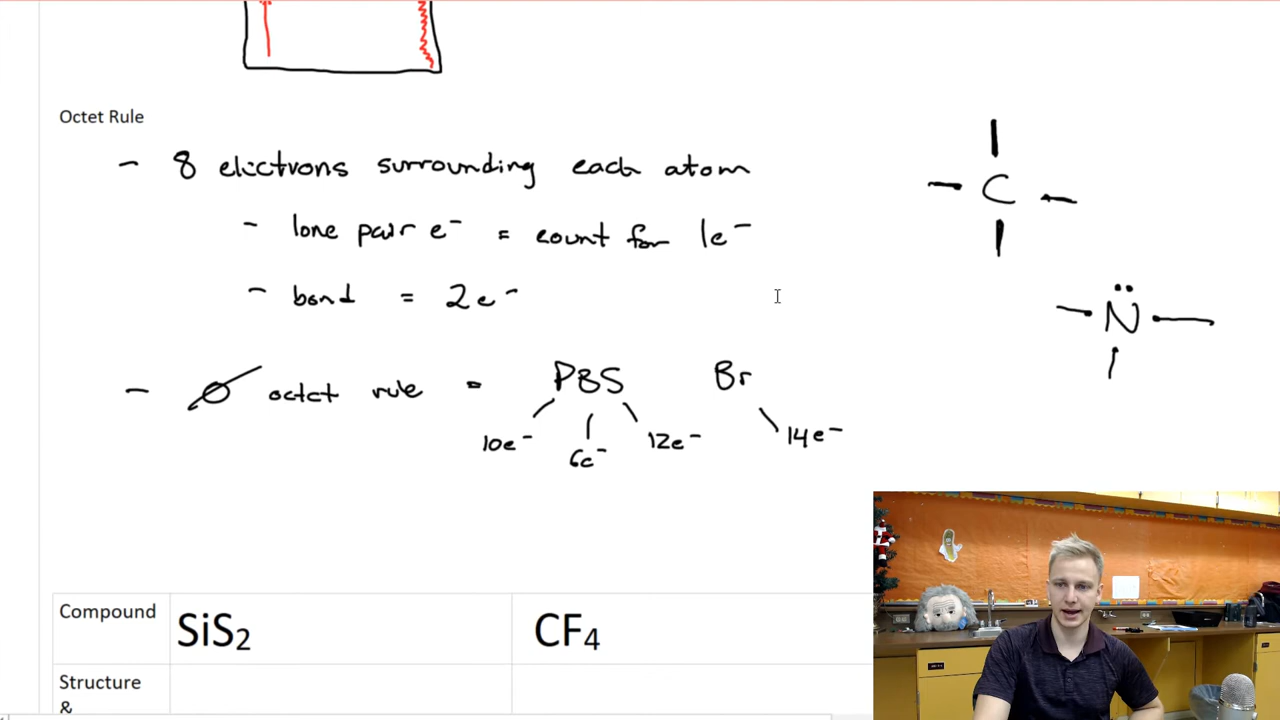 Octet Rule
- 8 electrons surrounding each atom
- lone pair e⁻ = count for 1e⁻
- bond = 2e⁻
- Ø octet rule = PBS Br
10e⁻ 6e⁻ 12e⁻ 14e⁻
C
N
Compound SiS₂ CF₄
Structure
&